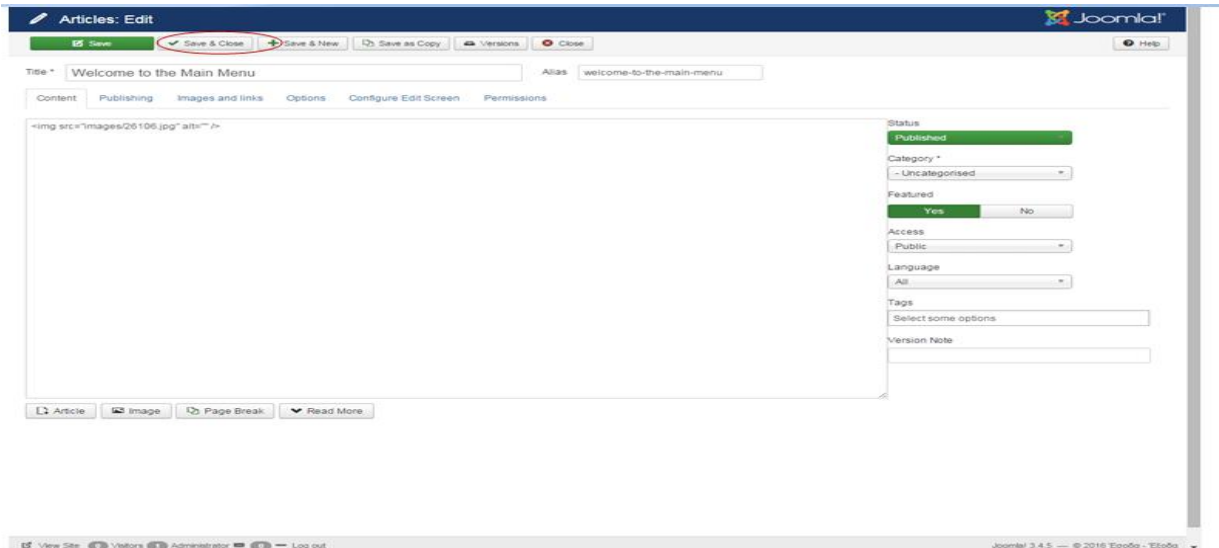 Articles: Edit
Joomla!
Save
Save & Close
Save & New
Save as Copy
Versions
Close
Help
Title *
Welcome to the Main Menu
Alias
welcome-to-the-main-menu
Content
Publishing
Images and links
Options
Configure Edit Screen
Permissions
<img src="images/26106.jpg" alt="" />
Status
Published
Category *
- Uncategorised
Featured
Yes
No
Access
Public
Language
All
Tags
Select some options
Version Note
Article
Image
Page Break
Read More
View Site
Visitors
Administrator
Log out
Joomla! 3.4.5 — © 2016 Έσοδα - Έξοδα